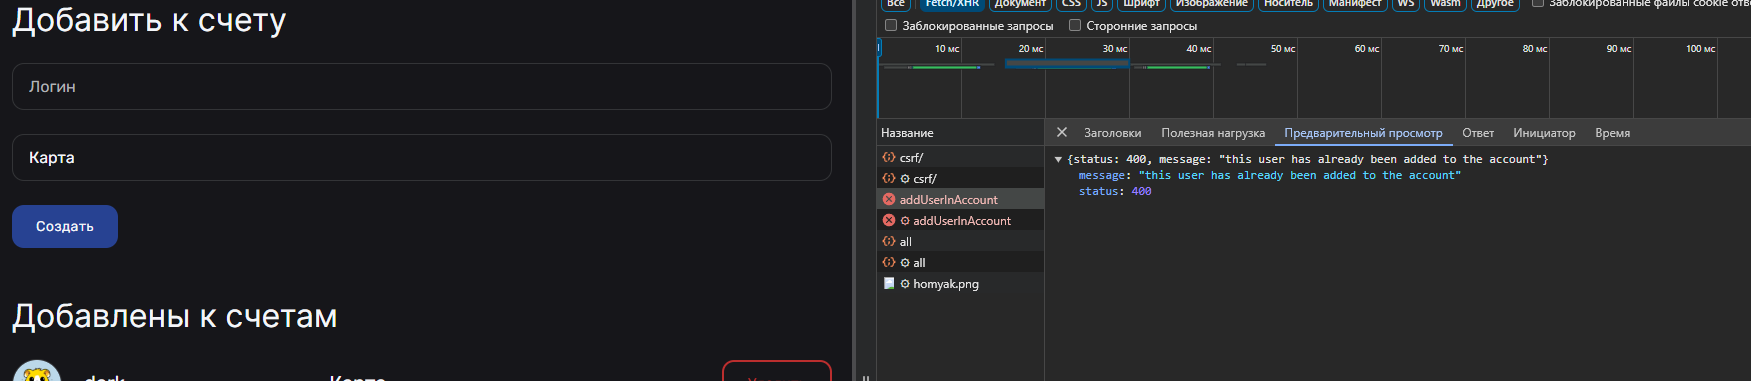 Добавить к счету
Логин
Карта
Создать
Добавлены к счетам
dark
Карта
Все Fetch/XHR Документ CSS JS Шрифт Изображение Носитель Манифест WS Wasm Другое Заблокированные файлы cookie
Заблокированные запросы Сторонние запросы
10 мс 20 мс 30 мс 40 мс 50 мс 60 мс 70 мс 80 мс 90 мс 100 мс
Название
csrf/
csrf/
addUserInAccount
addUserInAccount
all
all
homyak.png
Заголовки Полезная нагрузка Предварительный просмотр Ответ Инициатор Время
{status: 400, message: "this user has already been added to the account"}
message: "this user has already been added to the account"
status: 400